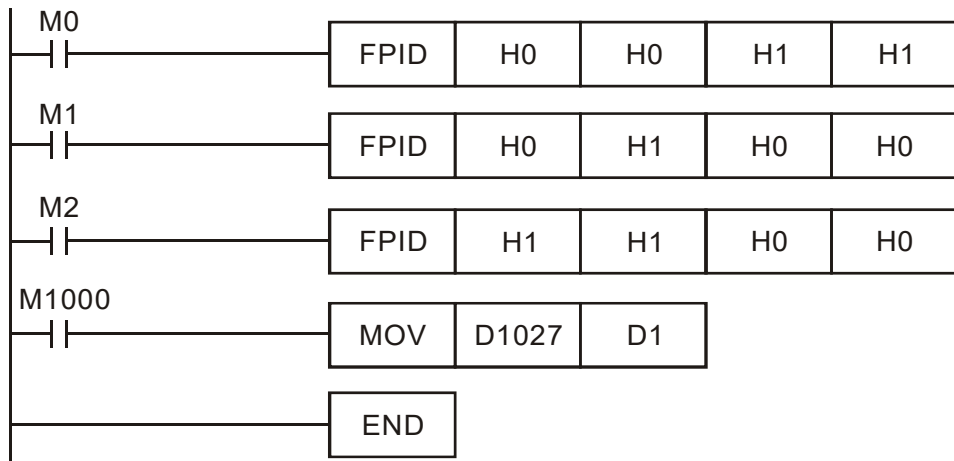 M0
FPID H0 H0 H1 H1
M1
FPID H0 H1 H0 H0
M2
FPID H1 H1 H0 H0
M1000
MOV D1027 D1
END